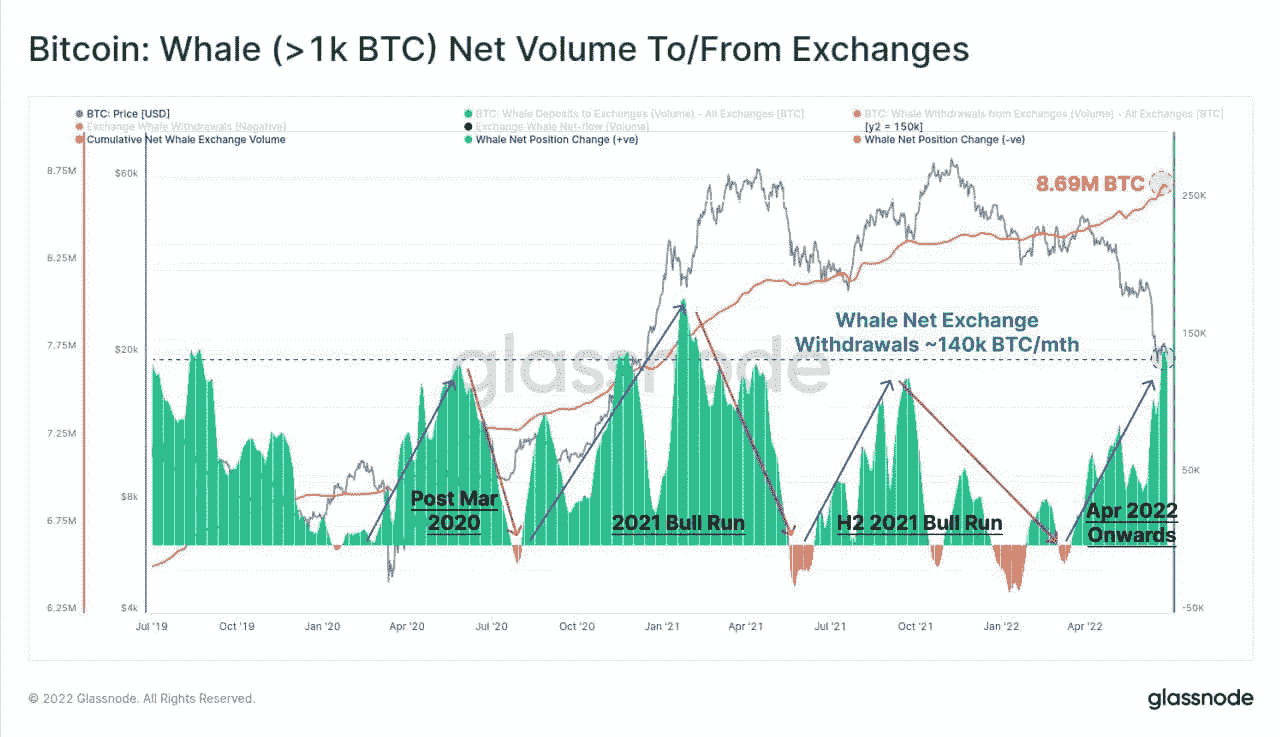 Bitcoin: Whale (>1k BTC) Net Volume To/From Exchanges
BTC: Price [USD]
BTC: Whale Deposits to Exchanges (Volume) - All Exchanges [BTC]
BTC: Whale Withdrawals from Exchanges (Volume) - All Exchanges [BTC]
Exchange Whale Withdrawals (Negative)
Exchange Whale Net-flow (Volume)
[y2 = 150k]
Cumulative Net Whale Exchange Volume
Whale Net Position Change (+ve)
Whale Net Position Change (-ve)
8.75M
$60k
8.69M BTC
250K
8.25M
Whale Net Exchange
Withdrawals ~140k BTC/mth
150K
7.75M
$20k
glassnode
7.25M
50K
$8k
6.75M
Post Mar
2020
2021 Bull Run
H2 2021 Bull Run
Apr 2022
Onwards
6.25M
$4k
-50K
Jul '19
Oct '19
Jan '20
Apr '20
Jul '20
Oct '20
Jan '21
Apr '21
Jul '21
Oct '21
Jan '22
Apr '22
© 2022 Glassnode. All Rights Reserved.
glassnode